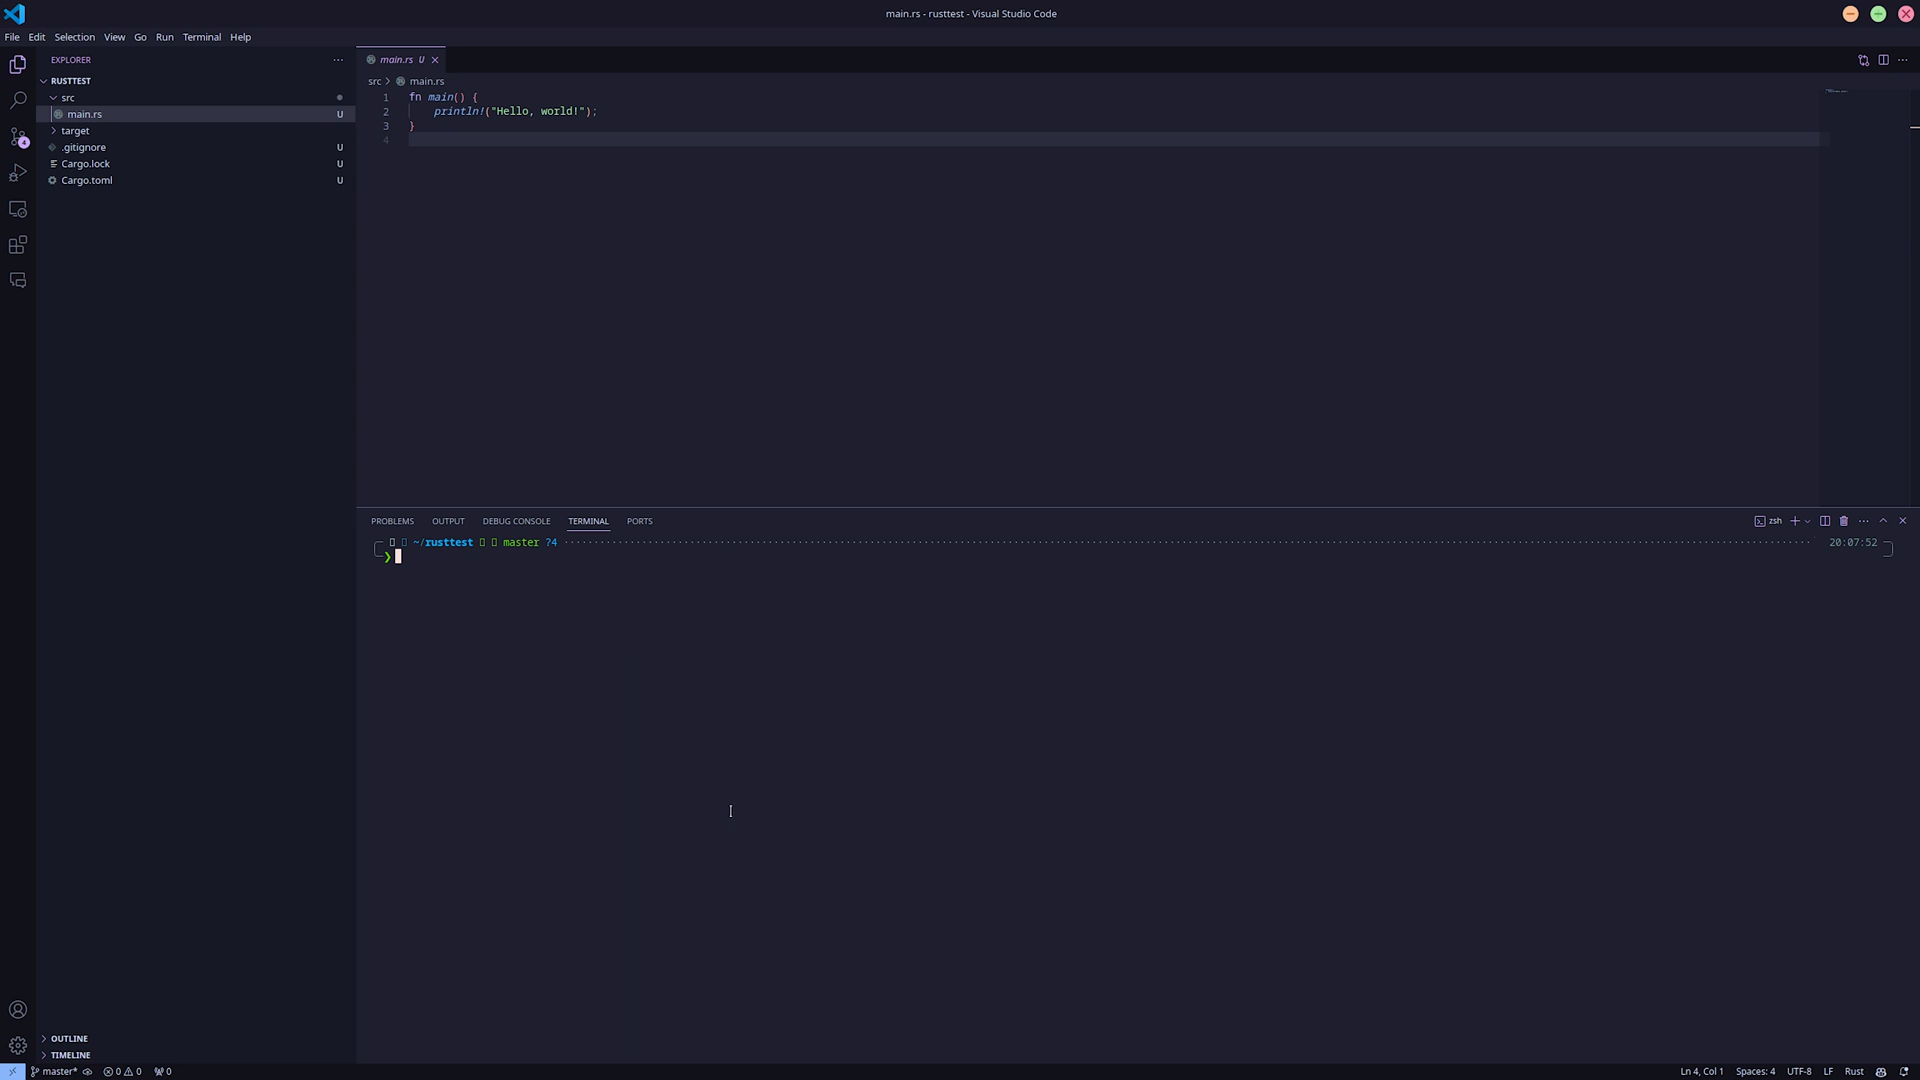 main.rs - rusttest - Visual Studio Code
File Edit Selection View Go Run Terminal Help
EXPLORER
RUSTTEST
src
main.rs U
target
.gitignore U
Cargo.lock U
Cargo.toml U
OUTLINE
TIMELINE
main.rs U
src > main.rs
1 fn main() {
2 println!("Hello, world!");
3 }
4
PROBLEMS OUTPUT DEBUG CONSOLE TERMINAL PORTS
zsh
~/rusttest master ?4 20:07:52
❯
4
master* 0 0 0
Ln 4, Col 1 Spaces: 4 UTF-8 LF Rust